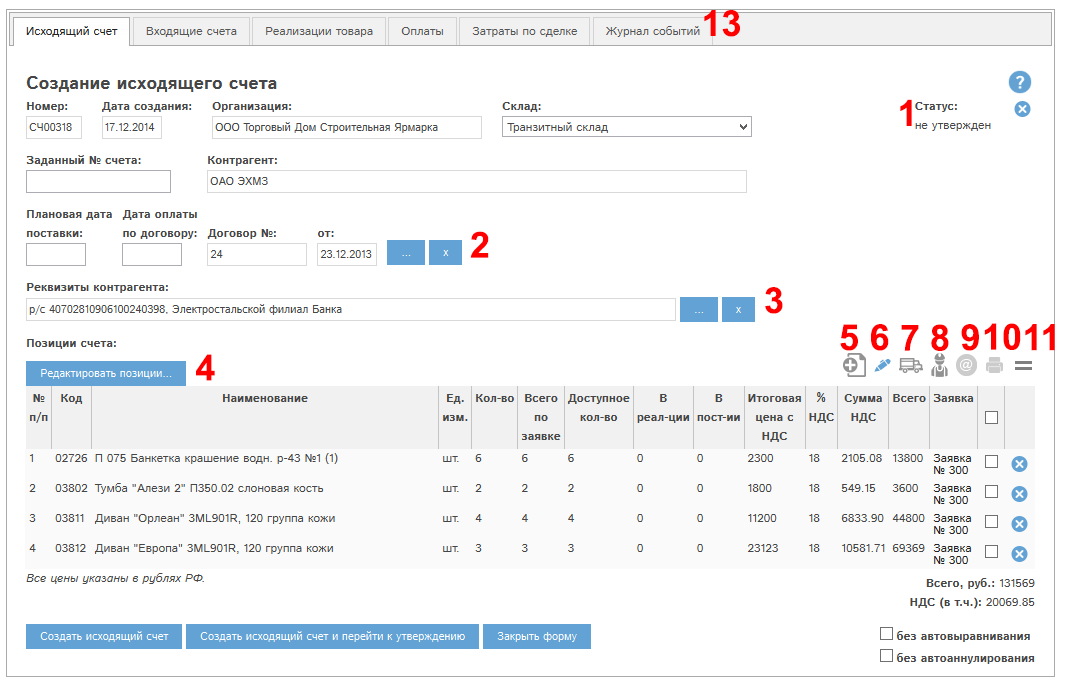 Исходящий счет Входящие счета Реализации товара Оплаты Затраты по сделке Журнал событий 13
Создание исходящего счета ?
Номер: Дата создания: Организация: Склад: 1 Статус:
СЧ00318 17.12.2014 ООО Торговый Дом Строительная Ярмарка Транзитный склад не утвержден
Заданный № счета: Контрагент:
ОАО ЭХМЗ
Плановая дата Дата оплаты
поставки: по договору: Договор №: от:
24 23.12.2013 ... x 2
Реквизиты контрагента:
р/с 40702810906100240398, Электростальской филиал Банка ... x 3
Позиции счета: 5 6 7 8 9 10 11
Редактировать позиции... 4 @
№ Код Наименование Ед. Кол-во Всего Доступное В В Итоговая % Сумма Всего Заявка
п/п изм. по кол-во реал-ции пост-ии цена с НДС НДС
заявке НДС
1 02726 П 075 Банкетка крашение водн. р-43 №1 (1) шт. 6 6 6 0 0 2300 18 2105.08 13800 Заявка
№ 300
2 03802 Тумба "Алези 2" П350.02 слоновая кость шт. 2 2 2 0 0 1800 18 549.15 3600 Заявка
№ 300
3 03811 Диван "Орлеан" 3ML901R, 120 группа кожи шт. 4 4 4 0 0 11200 18 6833.90 44800 Заявка
№ 300
4 03812 Диван "Европа" 3ML901R, 120 группа кожи шт. 3 3 3 0 0 23123 18 10581.71 69369 Заявка
№ 300
Все цены указаны в рублях РФ.
Всего, руб.: 131569
НДС (в т.ч.): 20069.85
Создать исходящий счет Создать исходящий счет и перейти к утверждению Закрыть форму
без автовыравнивания
без автоаннулирования